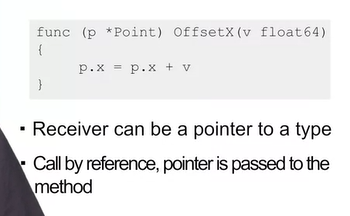 func (p *Point) OffsetX(v float64)
{
p.x = p.x + v
}
▪ Receiver can be a pointer to a type
▪ Call by reference, pointer is passed to the
method